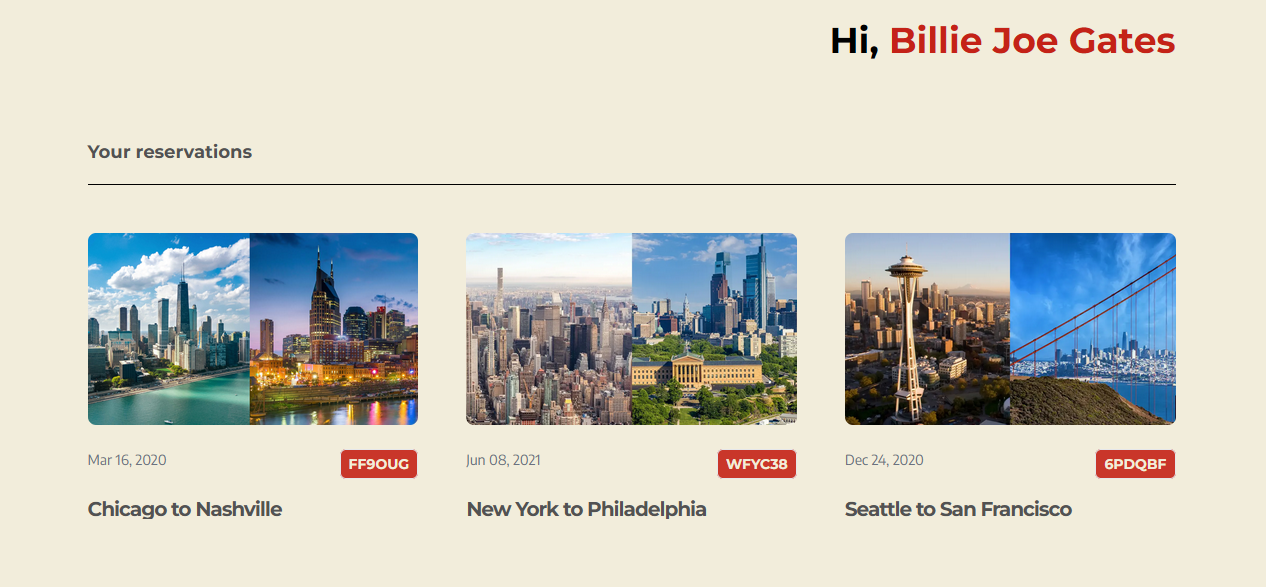 Hi, Billie Joe Gates
Your reservations
Mar 16, 2020
FF9OUG
Chicago to Nashville
Jun 08, 2021
WFYC38
New York to Philadelphia
Dec 24, 2020
6PDQBF
Seattle to San Francisco